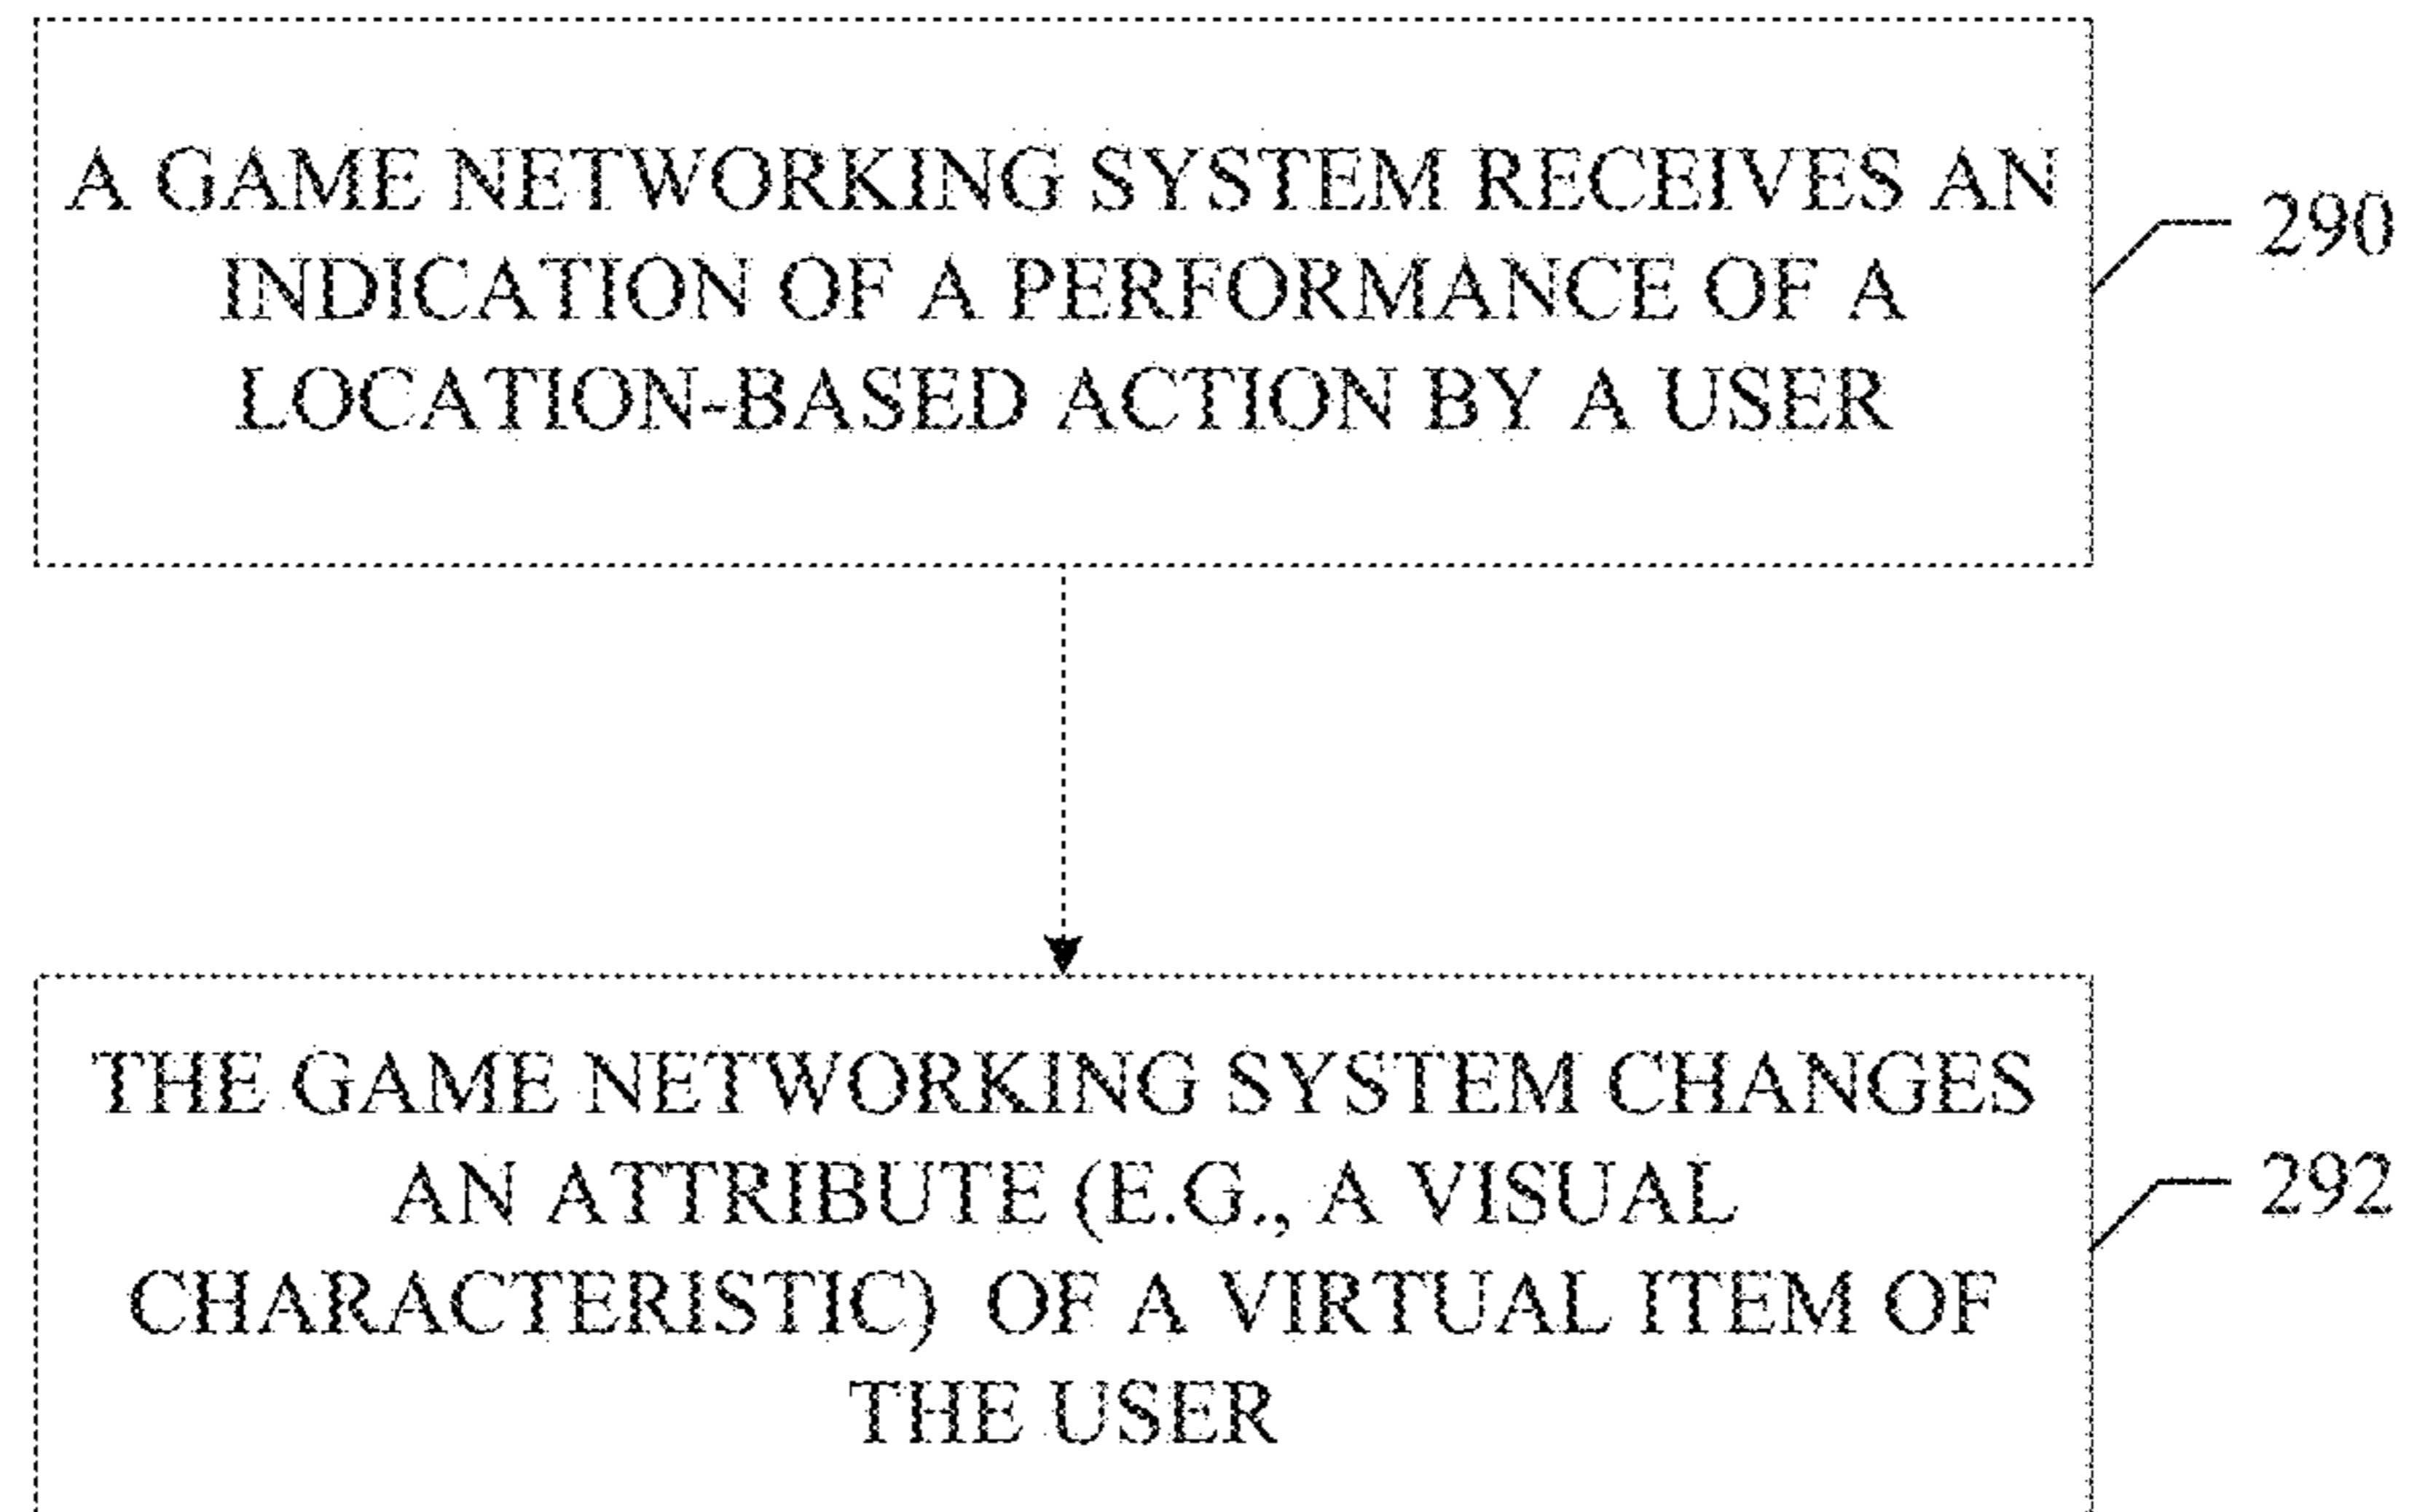 A GAME NETWORKING SYSTEM RECEIVES AN
INDICATION OF A PERFORMANCE OF A
LOCATION-BASED ACTION BY A USER
290
THE GAME NETWORKING SYSTEM CHANGES
AN ATTRIBUTE (E.G., A VISUAL
CHARACTERISTIC) OF A VIRTUAL ITEM OF
THE USER
292